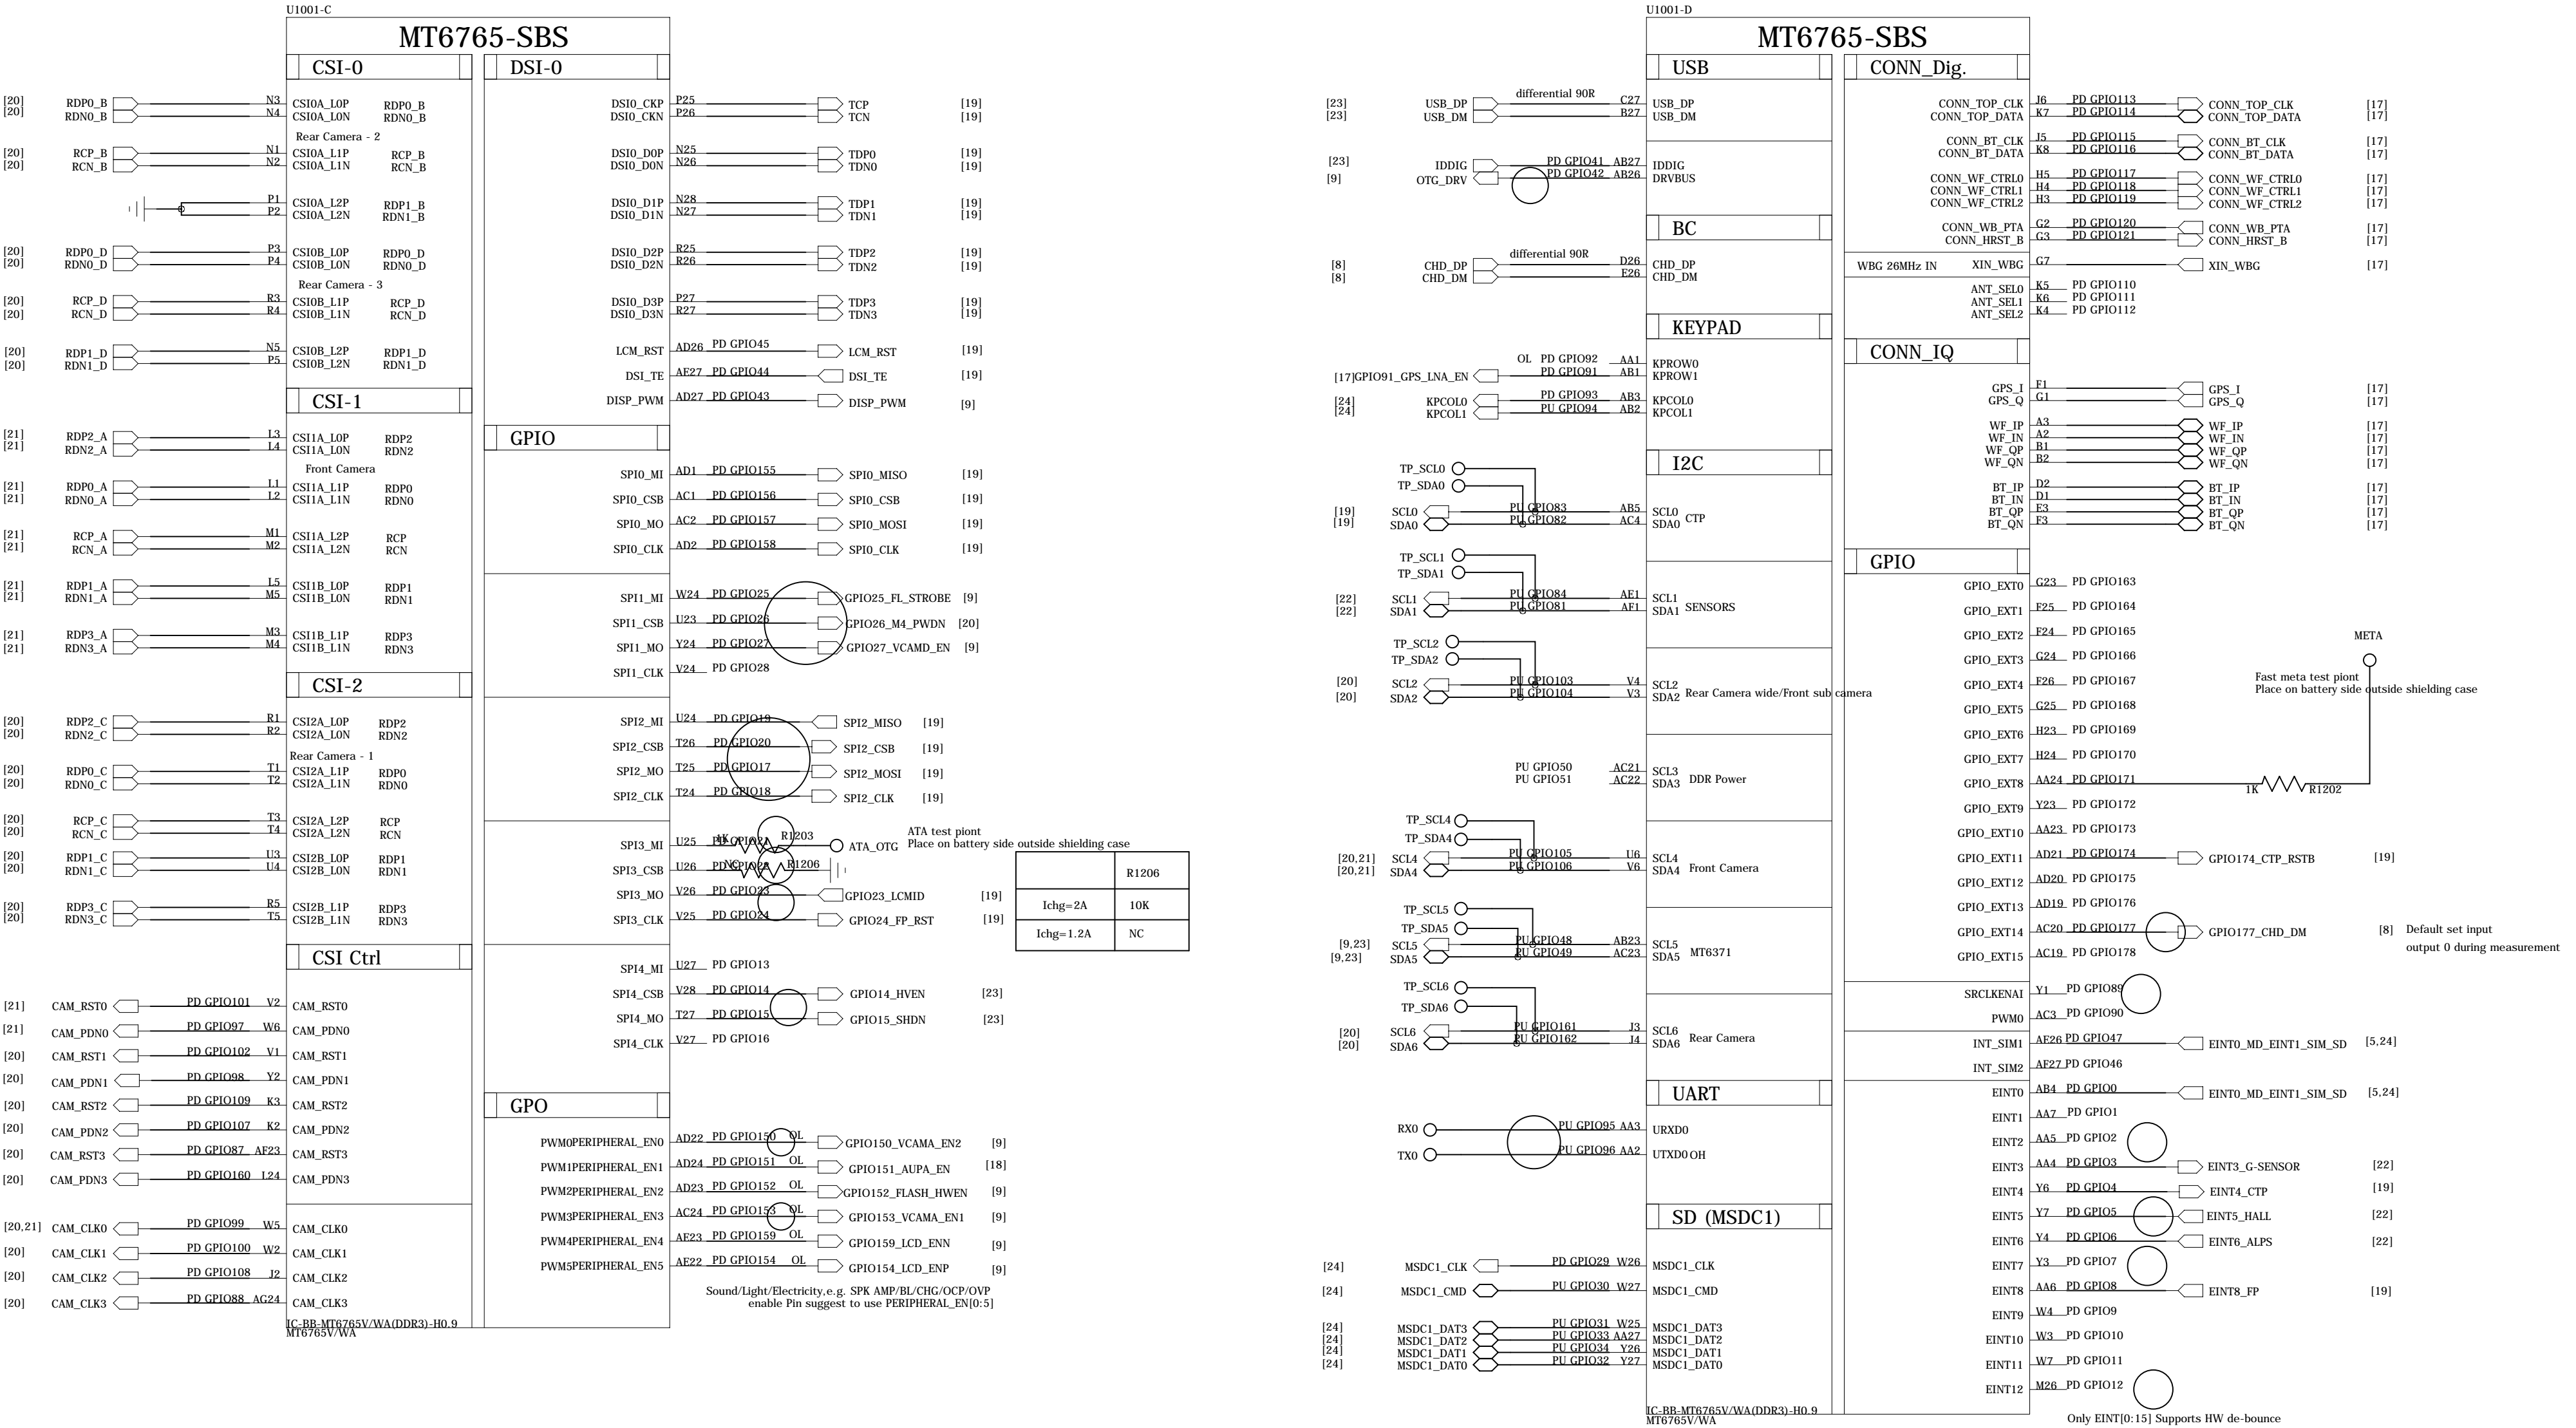 U1001-C
MT6765-SBS
CSI-0
[20] RDP0_B N3 CSI0A_L0P RDP0_B
[20] RDN0_B N4 CSI0A_L0N RDN0_B
Rear Camera - 2
[20] RCP_B N1 CSI0A_L1P RCP_B
[20] RCN_B N2 CSI0A_L1N RCN_B
P1 CSI0A_L2P RDP1_B
P2 CSI0A_L2N RDN1_B
[20] RDP0_D P3 CSI0B_L0P RDP0_D
[20] RDN0_D P4 CSI0B_L0N RDN0_D
Rear Camera - 3
[20] RCP_D R3 CSI0B_L1P RCP_D
[20] RCN_D R4 CSI0B_L1N RCN_D
[20] RDP1_D N5 CSI0B_L2P RDP1_D
[20] RDN1_D P5 CSI0B_L2N RDN1_D
CSI-1
[21] RDP2_A L3 CSI1A_L0P RDP2
[21] RDN2_A L4 CSI1A_L0N RDN2
Front Camera
[21] RDP0_A L1 CSI1A_L1P RDP0
[21] RDN0_A L2 CSI1A_L1N RDN0
[21] RCP_A M1 CSI1A_L2P RCP
[21] RCN_A M2 CSI1A_L2N RCN
[21] RDP1_A L5 CSI1B_L0P RDP1
[21] RDN1_A M5 CSI1B_L0N RDN1
[21] RDP3_A M3 CSI1B_L1P RDP3
[21] RDN3_A M4 CSI1B_L1N RDN3
CSI-2
[20] RDP2_C R1 CSI2A_L0P RDP2
[20] RDN2_C R2 CSI2A_L0N RDN2
Rear Camera - 1
[20] RDP0_C T1 CSI2A_L1P RDP0
[20] RDN0_C T2 CSI2A_L1N RDN0
[20] RCP_C T3 CSI2A_L2P RCP
[20] RCN_C T4 CSI2A_L2N RCN
[20] RDP1_C U3 CSI2B_L0P RDP1
[20] RDN1_C U4 CSI2B_L0N RDN1
[20] RDP3_C R5 CSI2B_L1P RDP3
[20] RDN3_C T5 CSI2B_L1N RDN3
CSI Ctrl
[21] CAM_RST0 PD GPIO101 V2 CAM_RST0
[21] CAM_PDN0 PD GPIO97 W6 CAM_PDN0
[20] CAM_RST1 PD GPIO102 V1 CAM_RST1
[20] CAM_PDN1 PD GPIO98 Y2 CAM_PDN1
[20] CAM_RST2 PD GPIO109 K3 CAM_RST2
[20] CAM_PDN2 PD GPIO107 K2 CAM_PDN2
[20] CAM_RST3 PD GPIO87 AF23 CAM_RST3
[20] CAM_PDN3 PD GPIO160 L24 CAM_PDN3
[20,21] CAM_CLK0 PD GPIO99 W5 CAM_CLK0
[20] CAM_CLK1 PD GPIO100 W2 CAM_CLK1
[20] CAM_CLK2 PD GPIO108 J2 CAM_CLK2
[20] CAM_CLK3 PD GPIO88 AG24 CAM_CLK3
IC-BB-MT6765V/WA(DDR3)-H0.9
MT6765V/WA
DSI-0
DSI0_CKP P25 TCP [19]
DSI0_CKN P26 TCN [19]
DSI0_D0P N25 TDP0 [19]
DSI0_D0N N26 TDN0 [19]
DSI0_D1P N28 TDP1 [19]
DSI0_D1N N27 TDN1 [19]
DSI0_D2P R25 TDP2 [19]
DSI0_D2N R26 TDN2 [19]
DSI0_D3P P27 TDP3 [19]
DSI0_D3N R27 TDN3 [19]
LCM_RST AD26 PD GPIO45 LCM_RST [19]
DSI_TE AE27 PD GPIO44 DSI_TE [19]
DISP_PWM AD27 PD GPIO43 DISP_PWM [9]
GPIO
SPI0_MI AD1 PD GPIO155 SPI0_MISO [19]
SPI0_CSB AC1 PD GPIO156 SPI0_CSB [19]
SPI0_MO AC2 PD GPIO157 SPI0_MOSI [19]
SPI0_CLK AD2 PD GPIO158 SPI0_CLK [19]
SPI1_MI W24 PD GPIO25 GPIO25_FL_STROBE [9]
SPI1_CSB U23 PD GPIO26 GPIO26_M4_PWDN [20]
SPI1_MO Y24 PD GPIO27 GPIO27_VCAMD_EN [9]
SPI1_CLK V24 PD GPIO28
SPI2_MI U24 PD GPIO19 SPI2_MISO [19]
SPI2_CSB T26 PD GPIO20 SPI2_CSB [19]
SPI2_MO T25 PD GPIO17 SPI2_MOSI [19]
SPI2_CLK T24 PD GPIO18 SPI2_CLK [19]
SPI3_MI U25 PD GPIO21 1K R1203 ATA_OTG
ATA test piont
Place on battery side outside shielding case
SPI3_CSB U26 PD GPIO22 NC R1206
SPI3_MO V26 PD GPIO23 GPIO23_LCMID [19]
SPI3_CLK V25 PD GPIO24 GPIO24_FP_RST [19]
R1206
Ichg=2A 10K
Ichg=1.2A NC
SPI4_MI U27 PD GPIO13
SPI4_CSB V28 PD GPIO14 GPIO14_HVEN [23]
SPI4_MO T27 PD GPIO15 GPIO15_SHDN [23]
SPI4_CLK V27 PD GPIO16
GPO
PWM0PERIPHERAL_EN0 AD22 PD GPIO150 OL GPIO150_VCAMA_EN2 [9]
PWM1PERIPHERAL_EN1 AD24 PD GPIO151 OL GPIO151_AUPA_EN [18]
PWM2PERIPHERAL_EN2 AD23 PD GPIO152 OL GPIO152_FLASH_HWEN [9]
PWM3PERIPHERAL_EN3 AC24 PD GPIO153 OL GPIO153_VCAMA_EN1 [9]
PWM4PERIPHERAL_EN4 AE23 PD GPIO159 OL GPIO159_LCD_ENN [9]
PWM5PERIPHERAL_EN5 AE22 PD GPIO154 OL GPIO154_LCD_ENP [9]
Sound/Light/Electricity,e.g. SPK AMP/BL/CHG/OCP/OVP
enable Pin suggest to use PERIPHERAL_EN[0:5]
U1001-D
MT6765-SBS
USB
differential 90R
[23] USB_DP C27 USB_DP
[23] USB_DM B27 USB_DM
[23] IDDIG PD GPIO41 AB27 IDDIG
[9] OTG_DRV PD GPIO42 AB26 DRVBUS
BC
differential 90R
[8] CHD_DP D26 CHD_DP
[8] CHD_DM E26 CHD_DM
KEYPAD
OL PD GPIO92 AA1 KPROW0
[17]GPIO91_GPS_LNA_EN PD GPIO91 AB1 KPROW1
[24] KPCOL0 PD GPIO93 AB3 KPCOL0
[24] KPCOL1 PU GPIO94 AB2 KPCOL1
I2C
TP_SCL0
TP_SDA0
[19] SCL0 PU GPIO83 AB5 SCL0
[19] SDA0 PU GPIO82 AC4 SDA0 CTP
TP_SCL1
TP_SDA1
[22] SCL1 PU GPIO84 AE1 SCL1
[22] SDA1 PU GPIO81 AF1 SDA1 SENSORS
TP_SCL2
TP_SDA2
[20] SCL2 PU GPIO103 V4 SCL2
[20] SDA2 PU GPIO104 V3 SDA2 Rear Camera wide/Front sub camera
PU GPIO50 AC21 SCL3
PU GPIO51 AC22 SDA3 DDR Power
TP_SCL4
TP_SDA4
[20,21] SCL4 PU GPIO105 U6 SCL4
[20,21] SDA4 PU GPIO106 V6 SDA4 Front Camera
TP_SCL5
TP_SDA5
[9,23] SCL5 PU GPIO48 AB23 SCL5
[9,23] SDA5 PU GPIO49 AC23 SDA5 MT6371
TP_SCL6
TP_SDA6
[20] SCL6 PU GPIO161 J3 SCL6
[20] SDA6 PU GPIO162 J4 SDA6 Rear Camera
UART
RX0 PU GPIO95 AA3 URXD0
TX0 PU GPIO96 AA2 UTXD0 OH
SD (MSDC1)
[24] MSDC1_CLK PD GPIO29 W26 MSDC1_CLK
[24] MSDC1_CMD PU GPIO30 W27 MSDC1_CMD
[24] MSDC1_DAT3 PU GPIO31 W25 MSDC1_DAT3
[24] MSDC1_DAT2 PU GPIO33 AA27 MSDC1_DAT2
[24] MSDC1_DAT1 PU GPIO34 Y26 MSDC1_DAT1
[24] MSDC1_DAT0 PU GPIO32 Y27 MSDC1_DAT0
IC-BB-MT6765V/WA(DDR3)-H0.9
MT6765V/WA
CONN_Dig.
CONN_TOP_CLK J6 PD GPIO113 CONN_TOP_CLK [17]
CONN_TOP_DATA K7 PD GPIO114 CONN_TOP_DATA [17]
CONN_BT_CLK J5 PD GPIO115 CONN_BT_CLK [17]
CONN_BT_DATA K8 PD GPIO116 CONN_BT_DATA [17]
CONN_WF_CTRL0 H5 PD GPIO117 CONN_WF_CTRL0 [17]
CONN_WF_CTRL1 H4 PD GPIO118 CONN_WF_CTRL1 [17]
CONN_WF_CTRL2 H3 PD GPIO119 CONN_WF_CTRL2 [17]
CONN_WB_PTA G2 PD GPIO120 CONN_WB_PTA [17]
CONN_HRST_B G3 PD GPIO121 CONN_HRST_B [17]
WBG 26MHz IN XIN_WBG G7 XIN_WBG [17]
ANT_SEL0 K5 PD GPIO110
ANT_SEL1 K6 PD GPIO111
ANT_SEL2 K4 PD GPIO112
CONN_IQ
GPS_I F1 GPS_I [17]
GPS_Q G1 GPS_Q [17]
WF_IP A3 WF_IP [17]
WF_IN A2 WF_IN [17]
WF_QP B1 WF_QP [17]
WF_QN B2 WF_QN [17]
BT_IP D2 BT_IP [17]
BT_IN D1 BT_IN [17]
BT_QP E3 BT_QP [17]
BT_QN F3 BT_QN [17]
GPIO
GPIO_EXT0 G23 PD GPIO163
GPIO_EXT1 F25 PD GPIO164
GPIO_EXT2 F24 PD GPIO165
META
GPIO_EXT3 G24 PD GPIO166
GPIO_EXT4 F26 PD GPIO167
Fast meta test piont
Place on battery side outside shielding case
GPIO_EXT5 G25 PD GPIO168
GPIO_EXT6 H23 PD GPIO169
GPIO_EXT7 H24 PD GPIO170
GPIO_EXT8 AA24 PD GPIO171 1K R1202
GPIO_EXT9 Y23 PD GPIO172
GPIO_EXT10 AA23 PD GPIO173
GPIO_EXT11 AD21 PD GPIO174 GPIO174_CTP_RSTB [19]
GPIO_EXT12 AD20 PD GPIO175
GPIO_EXT13 AD19 PD GPIO176
GPIO_EXT14 AC20 PD GPIO177 GPIO177_CHD_DM [8] Default set input
output 0 during measurement
GPIO_EXT15 AC19 PD GPIO178
SRCLKENAI Y1 PD GPIO89
PWM0 AC3 PD GPIO90
INT_SIM1 AE26 PD GPIO47 EINT0_MD_EINT1_SIM_SD [5,24]
INT_SIM2 AF27 PD GPIO46
EINT0 AB4 PD GPIO0 EINT0_MD_EINT1_SIM_SD [5,24]
EINT1 AA7 PD GPIO1
EINT2 AA5 PD GPIO2
EINT3 AA4 PD GPIO3 EINT3_G-SENSOR [22]
EINT4 Y6 PD GPIO4 EINT4_CTP [19]
EINT5 Y7 PD GPIO5 EINT5_HALL [22]
EINT6 Y4 PD GPIO6 EINT6_ALPS [22]
EINT7 Y3 PD GPIO7
EINT8 AA6 PD GPIO8 EINT8_FP [19]
EINT9 W4 PD GPIO9
EINT10 W3 PD GPIO10
EINT11 W7 PD GPIO11
EINT12 M26 PD GPIO12
Only EINT[0:15] Supports HW de-bounce